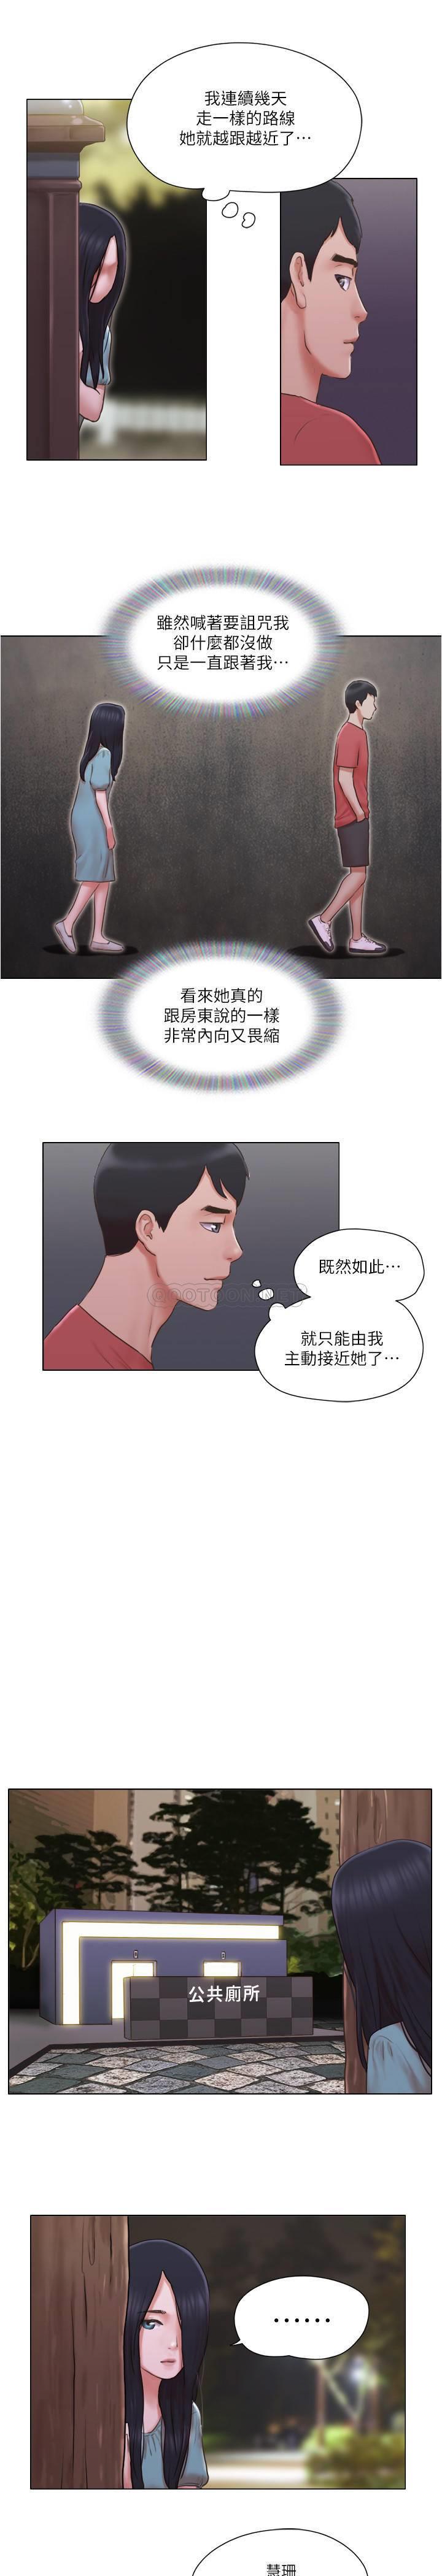 我連續幾天
走一樣的路線
她就越跟越近了⋯
雖然喊著要詛咒我
卻什麼都沒做
只是一直跟著我⋯
看來她真的
跟房東說的一樣
非常內向又畏縮
既然如此⋯
就只能由我
主動接近她了⋯
公共廁所
⋯⋯
慧珊